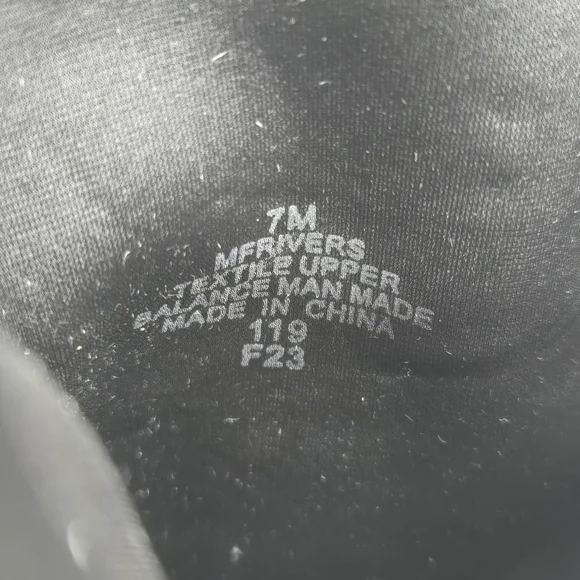 7M
MFRIVERS
TEXTILE UPPER
BALANCE MAN MADE
MADE IN CHINA
119
F23